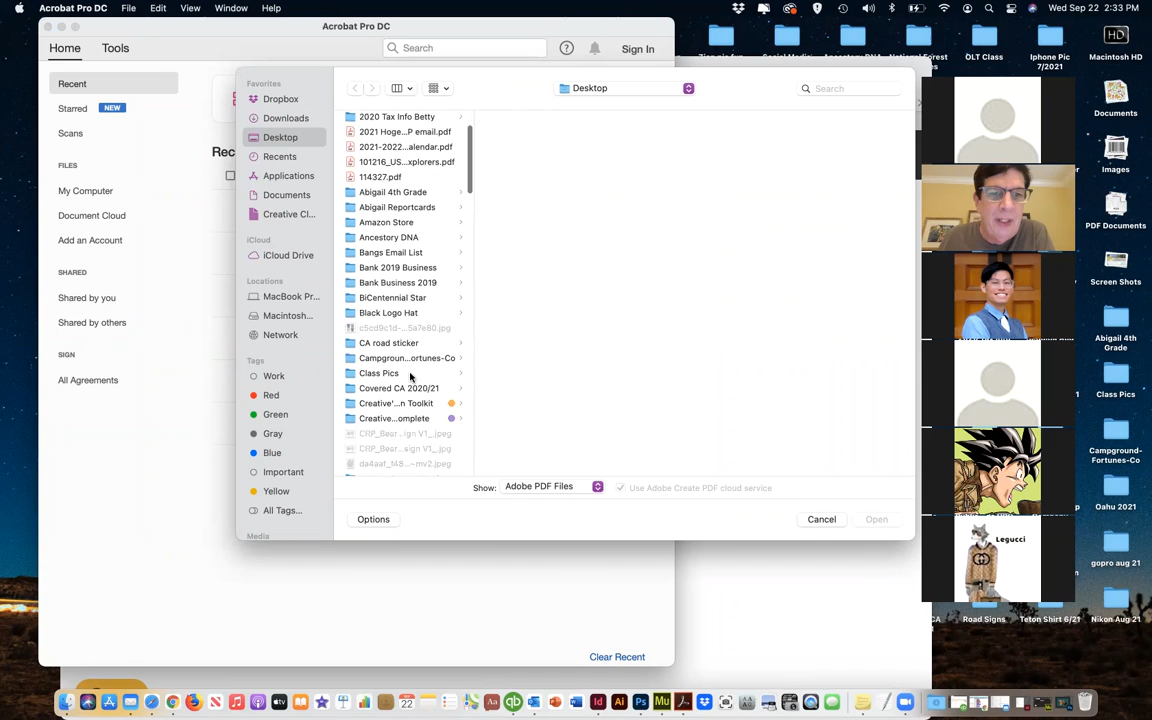 Acrobat Pro DC File Edit View Window Help
Wed Sep 22 2:33 PM
Acrobat Pro DC
Home Tools
Search
Sign In
Recent
Starred NEW
Scans
FILES
My Computer
Document Cloud
Add an Account
SHARED
Shared by you
Shared by others
SIGN
All Agreements
Rec
Clear Recent
Favorites
Dropbox
Downloads
Desktop
Recents
Applications
Documents
Creative Cl...
iCloud
iCloud Drive
Locations
MacBook Pr...
Macintosh...
Network
Tags
Work
Red
Green
Gray
Blue
Important
Yellow
All Tags...
Media
Desktop
Search
2020 Tax Info Betty
2021 Hoge...P email.pdf
2021-2022...alendar.pdf
101216_US...xplorers.pdf
114327.pdf
Abigail 4th Grade
Abigail Reportcards
Amazon Store
Ancestory DNA
Bangs Email List
Bank 2019 Business
Bank Business 2019
BiCentennial Star
Black Logo Hat
c5cd9c1d-...5a7e80.jpg
CA road sticker
Campgroun...ortunes-Co
Class Pics
Covered CA 2020/21
Creative'...n Toolkit
Creative...omplete
CRP_Bear...ign V1_.jpeg
CRP_Bear...sign V1_.jpg
da4aaf_f48...~mv2.jpeg
Show: Adobe PDF Files
Use Adobe Create PDF cloud service
Options
Cancel
Open
OLT Class
Iphone Pic
7/2021
Macintosh HD
Documents
Images
PDF Documents
Screen Shots
Abigail 4th
Grade
Class Pics
Campground-
Fortunes-Co
Oahu 2021
gopro aug 21
Road Signs
Teton Shirt 6/21
Nikon Aug 21
Legucci